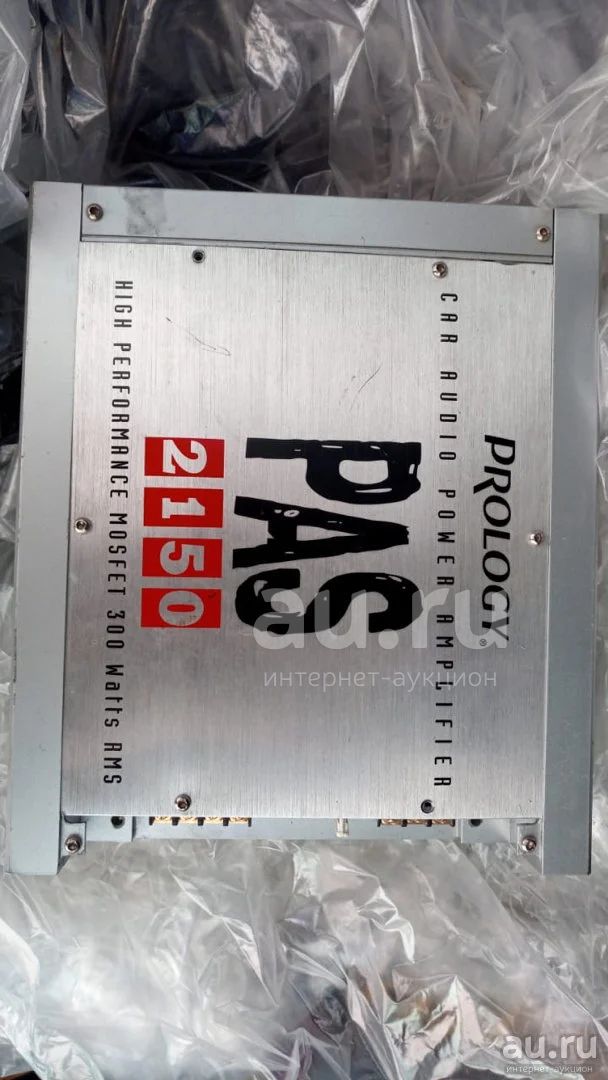 PROLOGY®
CAR AUDIO POWER AMPLIFIER
PAS
2150
HIGH PERFORMANCE MOSFET 300 Watts RMS
au.ru
интернет-аукцион
au.ru
интернет-аукцион